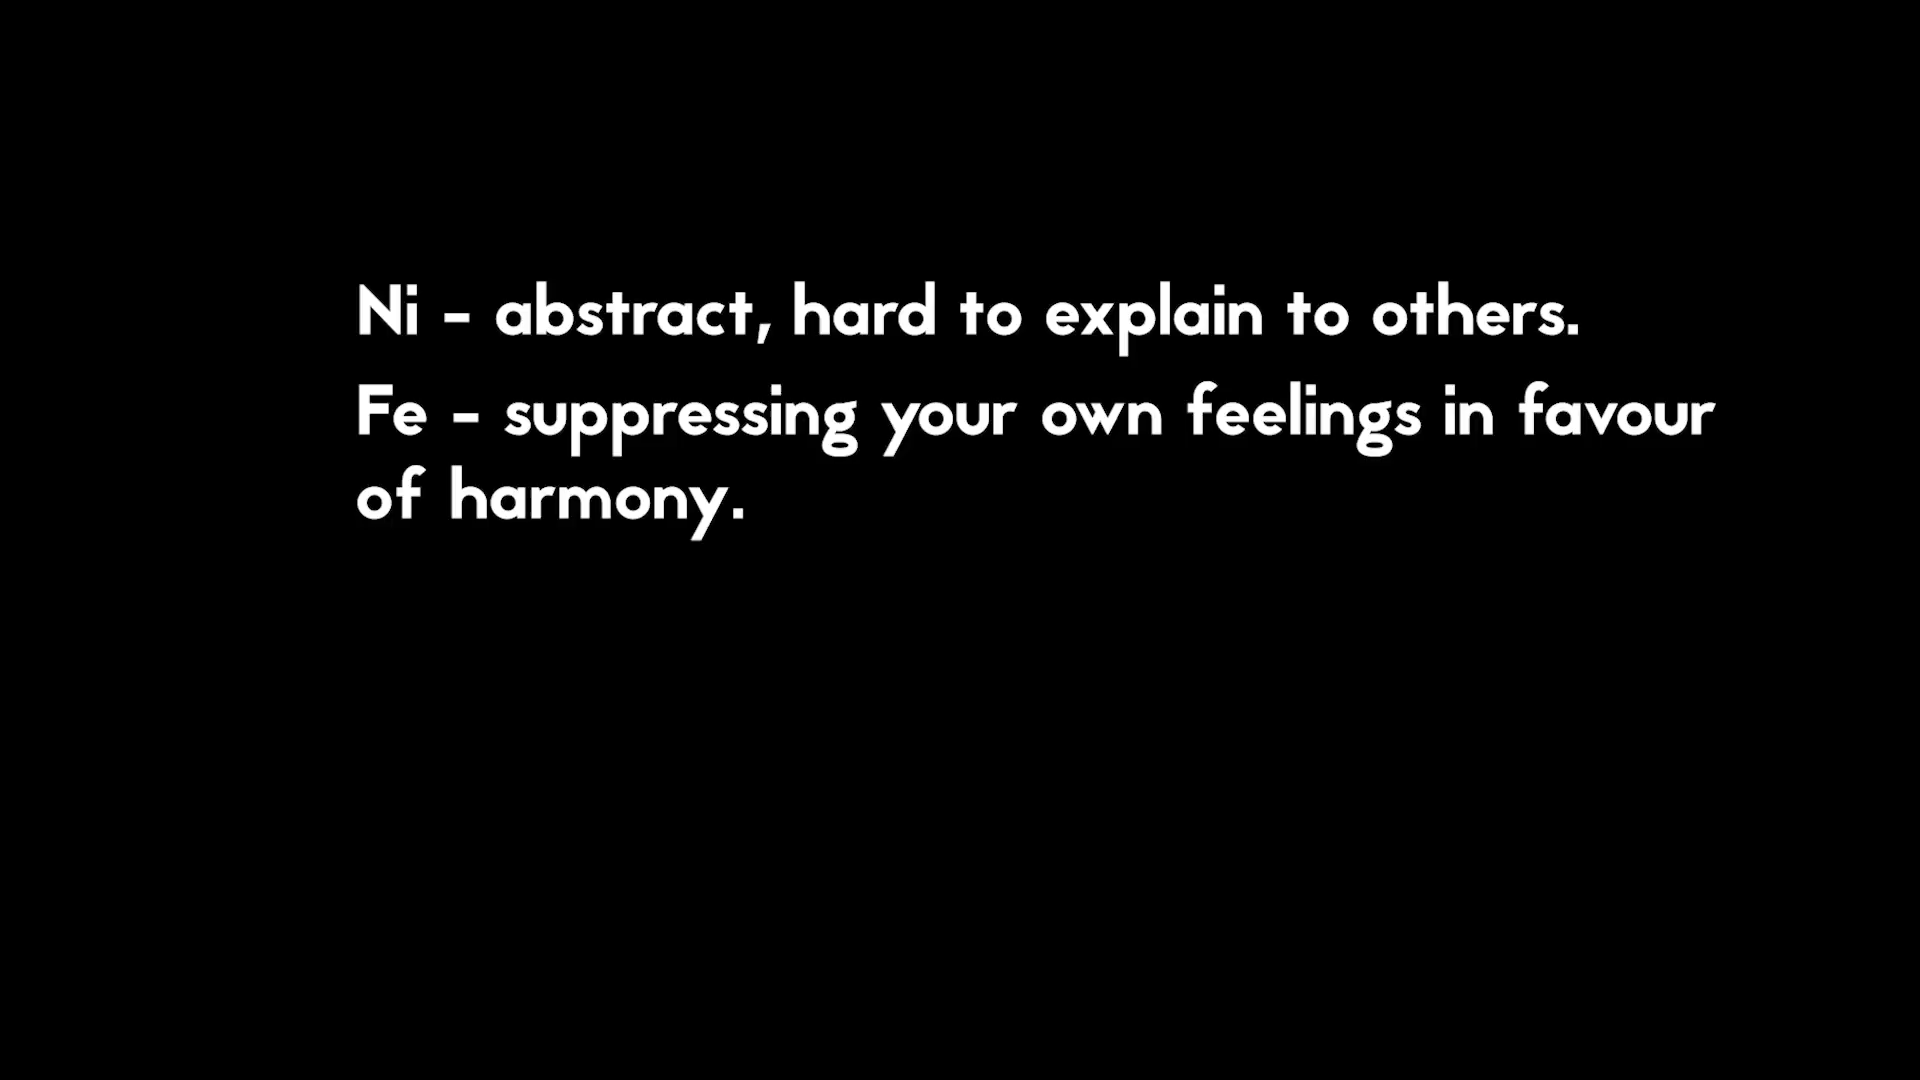 Ni - abstract, hard to explain to others.
Fe - suppressing your own feelings in favour
of harmony.